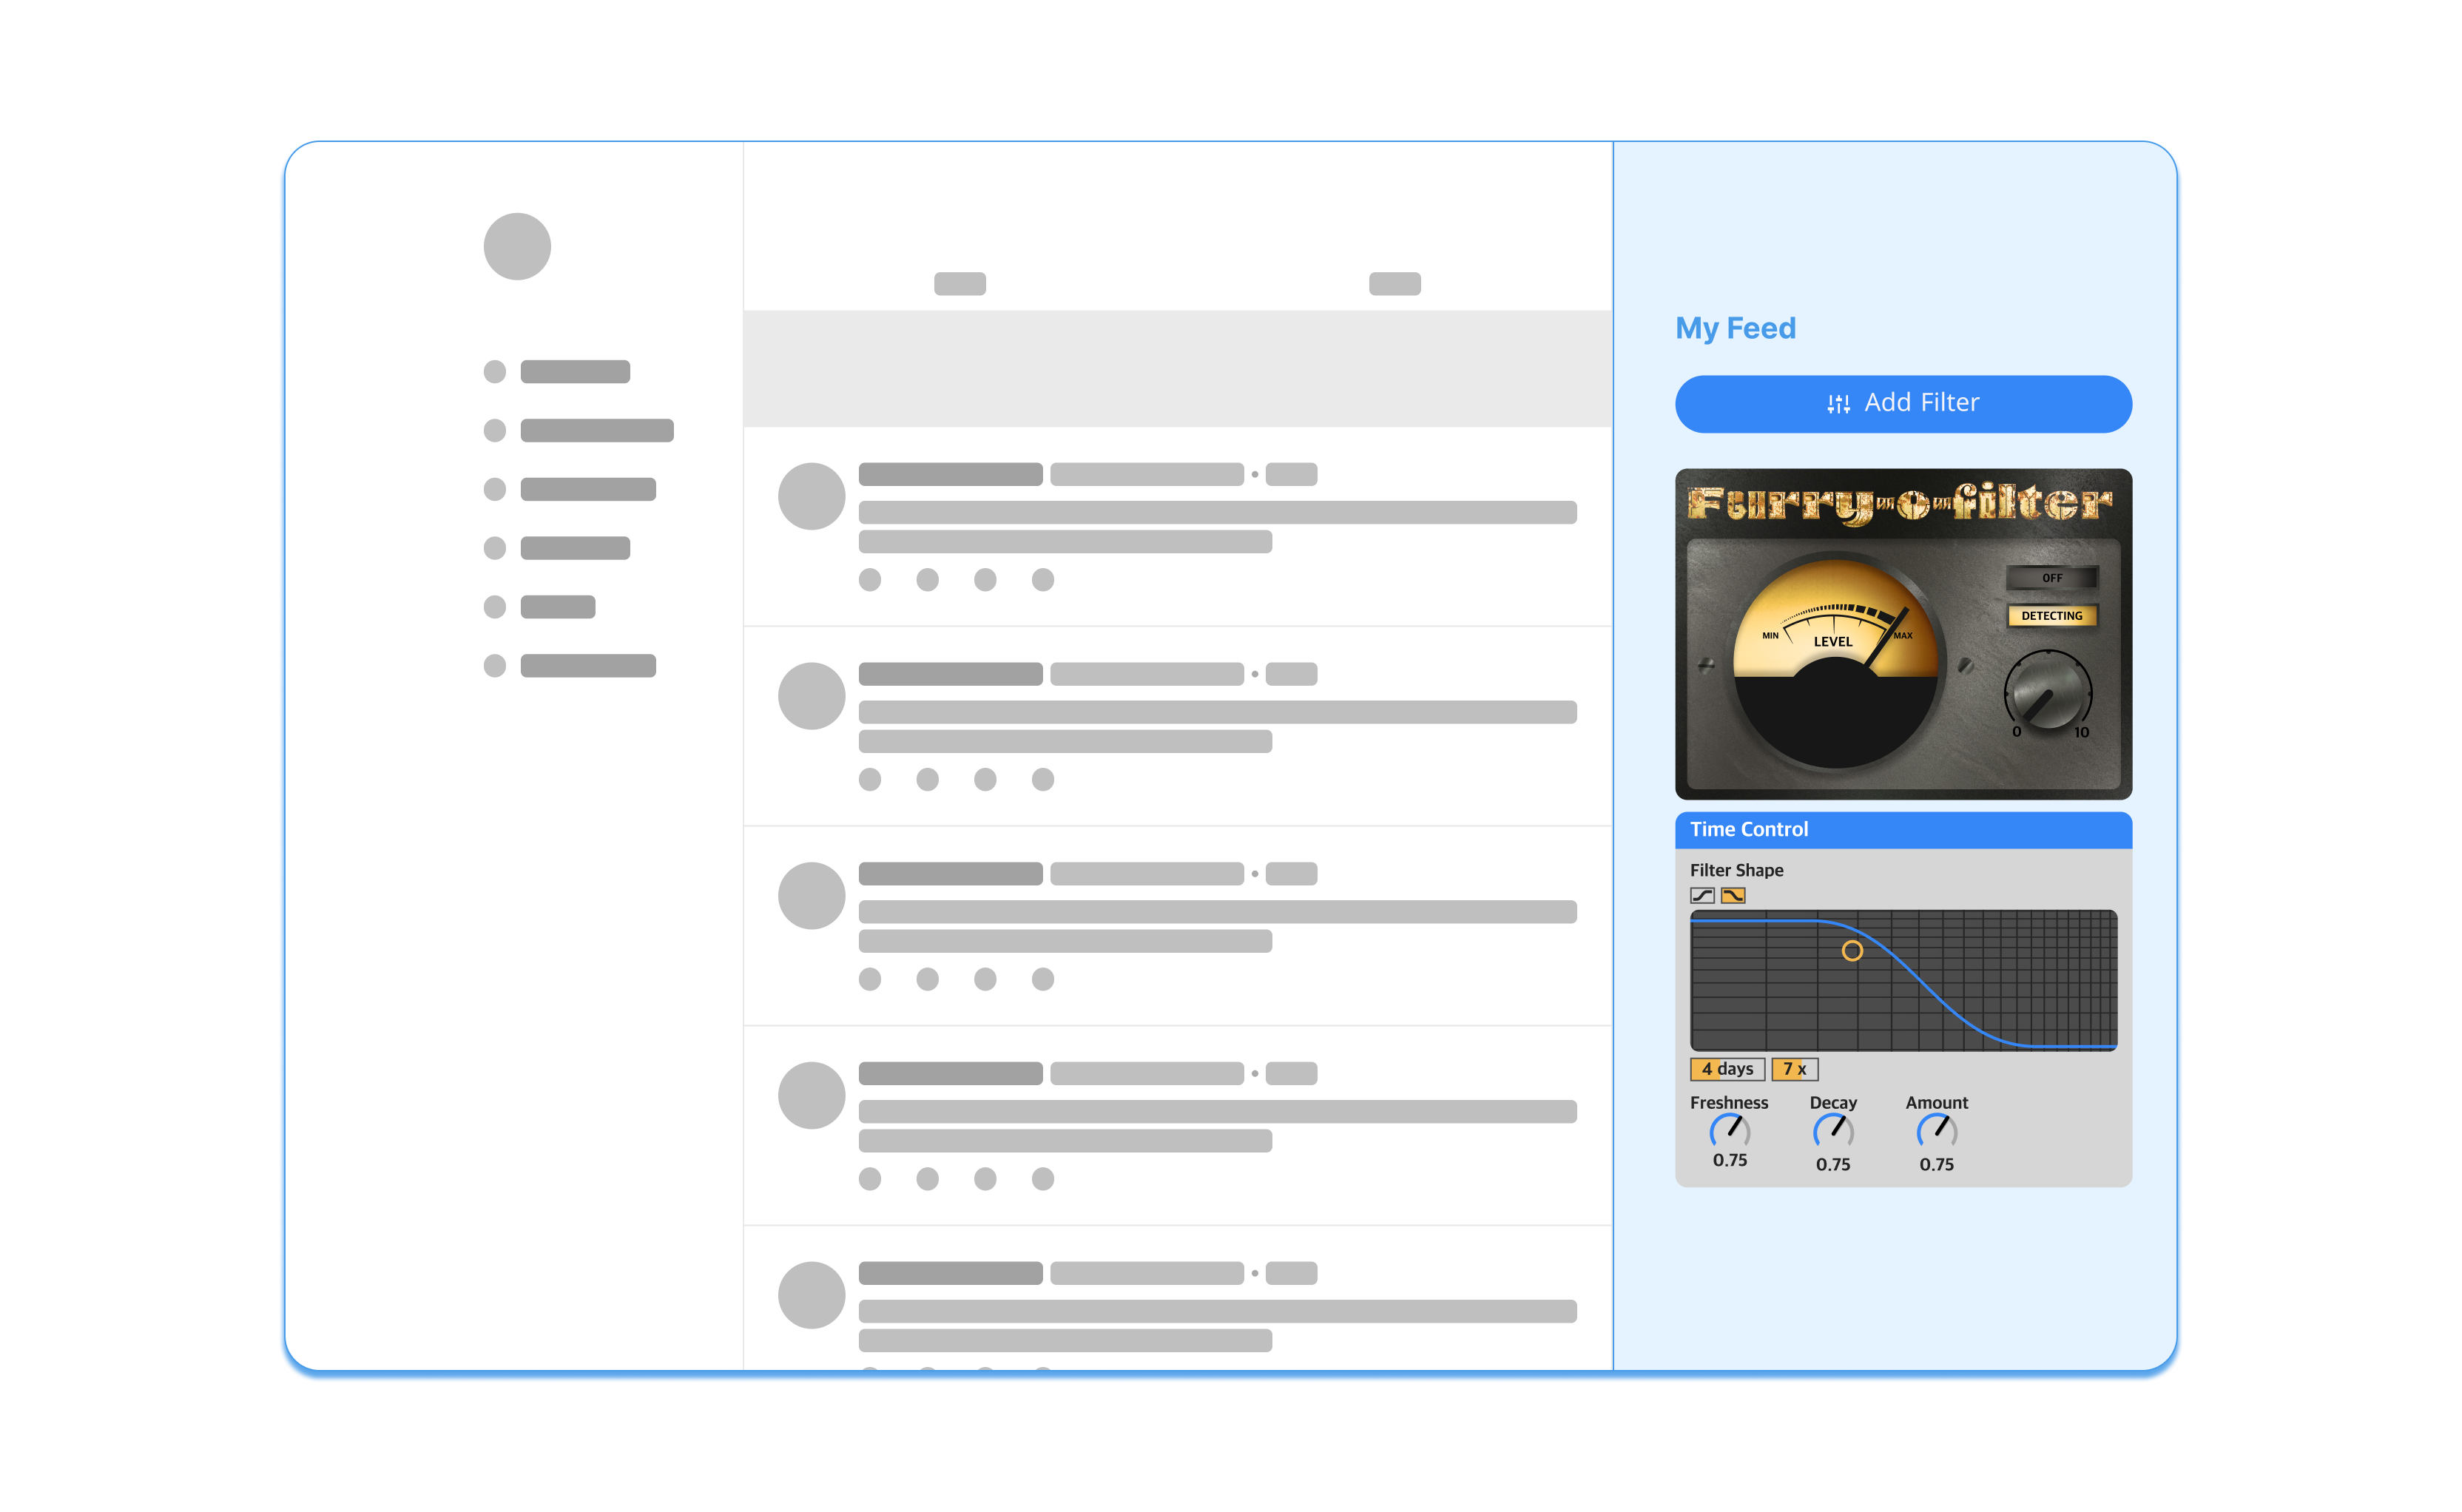 My Feed
Add Filter
Furry-o-filter
OFF
DETECTING
MIN
LEVEL
MAX
0
10
Time Control
Filter Shape
4 days
7 x
Freshness
Decay
Amount
0.75
0.75
0.75